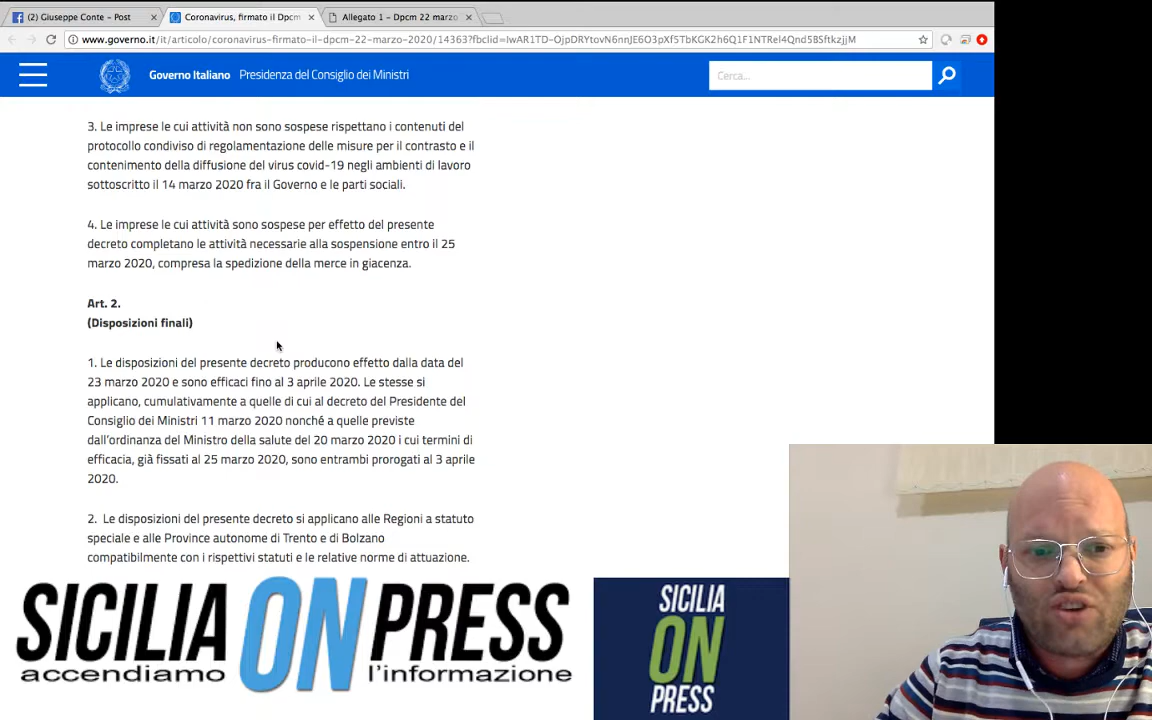 (2) Giuseppe Conte - Post
Coronavirus, firmato il Dpcm
Allegato 1 – Dpcm 22 marzo
www.governo.it/it/articolo/coronavirus-firmato-il-dpcm-22-marzo-2020/14363?fbclid=IwAR1TD-OjpDRYtovN6nnJE6O3pXf5TbKGK2h6Q1F1NTReI4Qnd5BSftkzjjM
Governo Italiano Presidenza del Consiglio dei Ministri
Cerca...
3. Le imprese le cui attività non sono sospese rispettano i contenuti del
protocollo condiviso di regolamentazione delle misure per il contrasto e il
contenimento della diffusione del virus covid-19 negli ambienti di lavoro
sottoscritto il 14 marzo 2020 fra il Governo e le parti sociali.
4. Le imprese le cui attività sono sospese per effetto del presente
decreto completano le attività necessarie alla sospensione entro il 25
marzo 2020, compresa la spedizione della merce in giacenza.
Art. 2.
(Disposizioni finali)
1. Le disposizioni del presente decreto producono effetto dalla data del
23 marzo 2020 e sono efficaci fino al 3 aprile 2020. Le stesse si
applicano, cumulativamente a quelle di cui al decreto del Presidente del
Consiglio dei Ministri 11 marzo 2020 nonché a quelle previste
dall'ordinanza del Ministro della salute del 20 marzo 2020 i cui termini di
efficacia, già fissati al 25 marzo 2020, sono entrambi prorogati al 3 aprile
2020.
2. Le disposizioni del presente decreto si applicano alle Regioni a statuto
speciale e alle Province autonome di Trento e di Bolzano
compatibilmente con i rispettivi statuti e le relative norme di attuazione.
SICILIA ON PRESS
accendiamo l'informazione
SICILIA
ON
PRESS